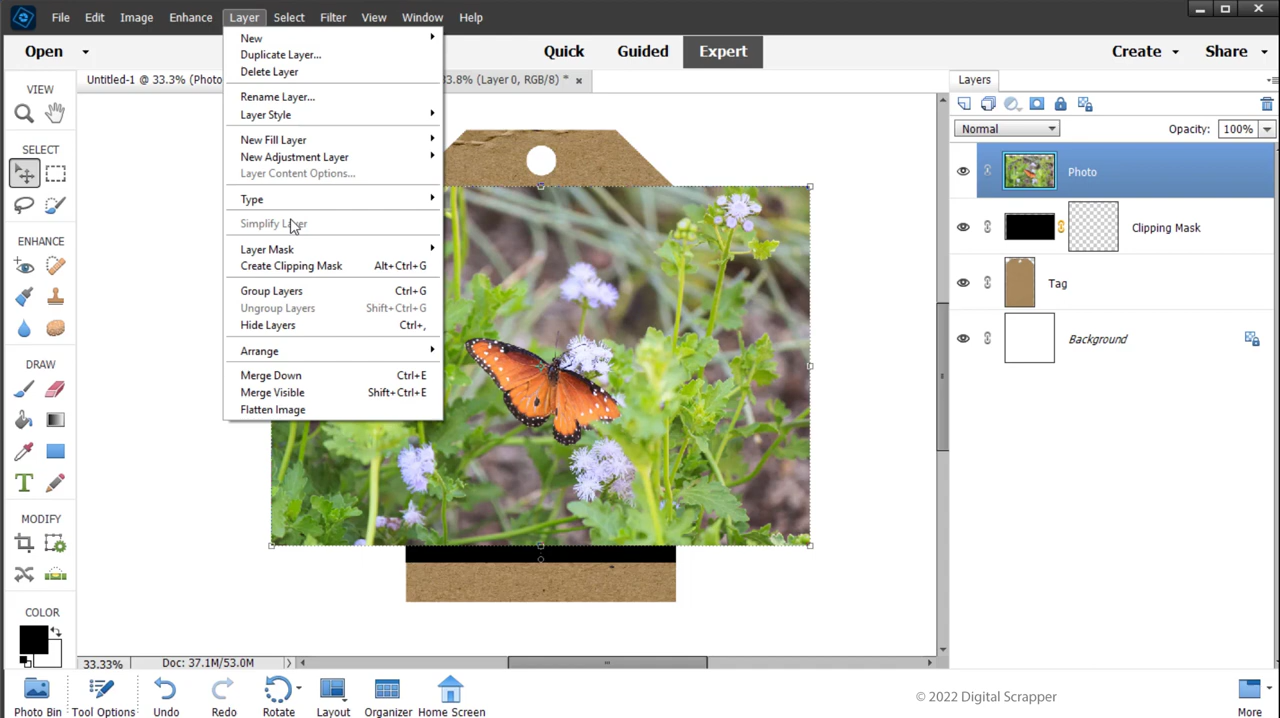 File Edit Image Enhance Layer Select Filter View Window Help
Open Quick Guided Expert Create Share
Untitled-1 @ 33.3% (Photo 3.8% (Layer 0, RGB/8) *
VIEW
SELECT
ENHANCE
DRAW
MODIFY
COLOR
New
Duplicate Layer...
Delete Layer
Rename Layer...
Layer Style
New Fill Layer
New Adjustment Layer
Layer Content Options...
Type
Simplify Layer
Layer Mask
Create Clipping Mask Alt+Ctrl+G
Group Layers Ctrl+G
Ungroup Layers Shift+Ctrl+G
Hide Layers Ctrl+,
Arrange
Merge Down Ctrl+E
Merge Visible Shift+Ctrl+E
Flatten Image
Layers
Normal Opacity: 100%
Photo
Clipping Mask
Tag
Background
33.33% Doc: 37.1M/53.0M
Photo Bin Tool Options Undo Redo Rotate Layout Organizer Home Screen More
© 2022 Digital Scrapper